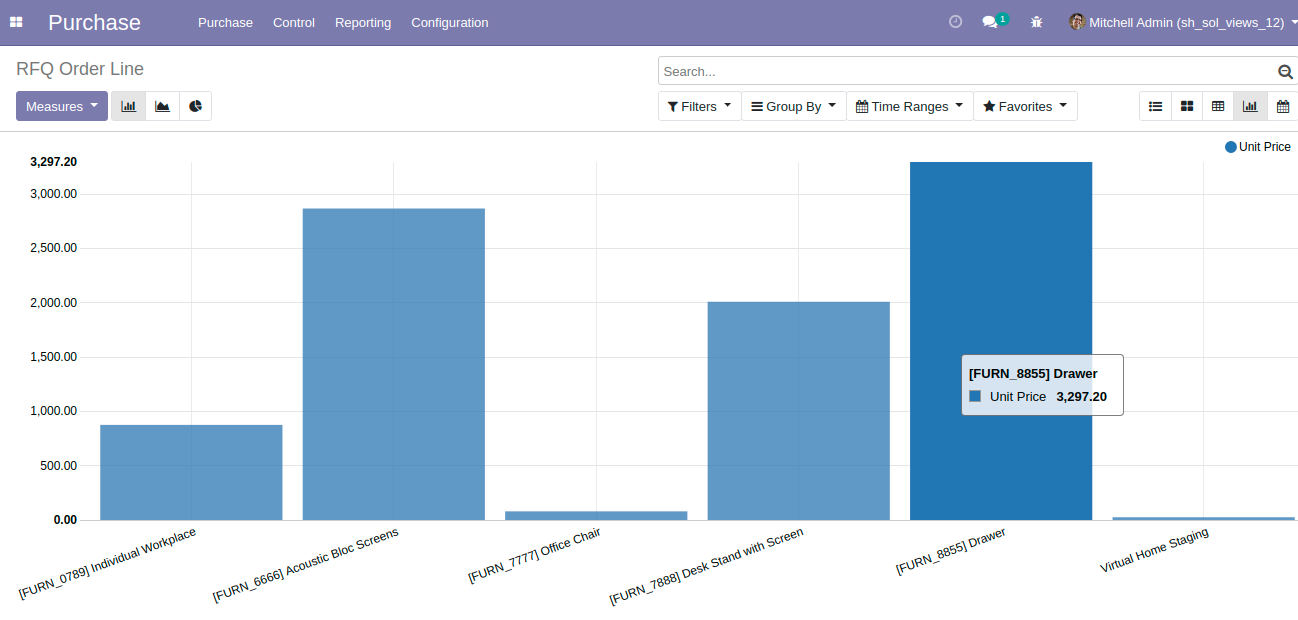 Purchase
Purchase Control Reporting Configuration
1
Mitchell Admin (sh_sol_views_12)
RFQ Order Line
Search...
Measures
Filters Group By Time Ranges Favorites
Unit Price
3,297.20
3,000.00
2,500.00
2,000.00
1,500.00
1,000.00
500.00
0.00
[FURN_8855] Drawer
Unit Price 3,297.20
[FURN_0789] Individual Workplace
[FURN_6666] Acoustic Bloc Screens
[FURN_7777] Office Chair
[FURN_7888] Desk Stand with Screen
[FURN_8855] Drawer
Virtual Home Staging